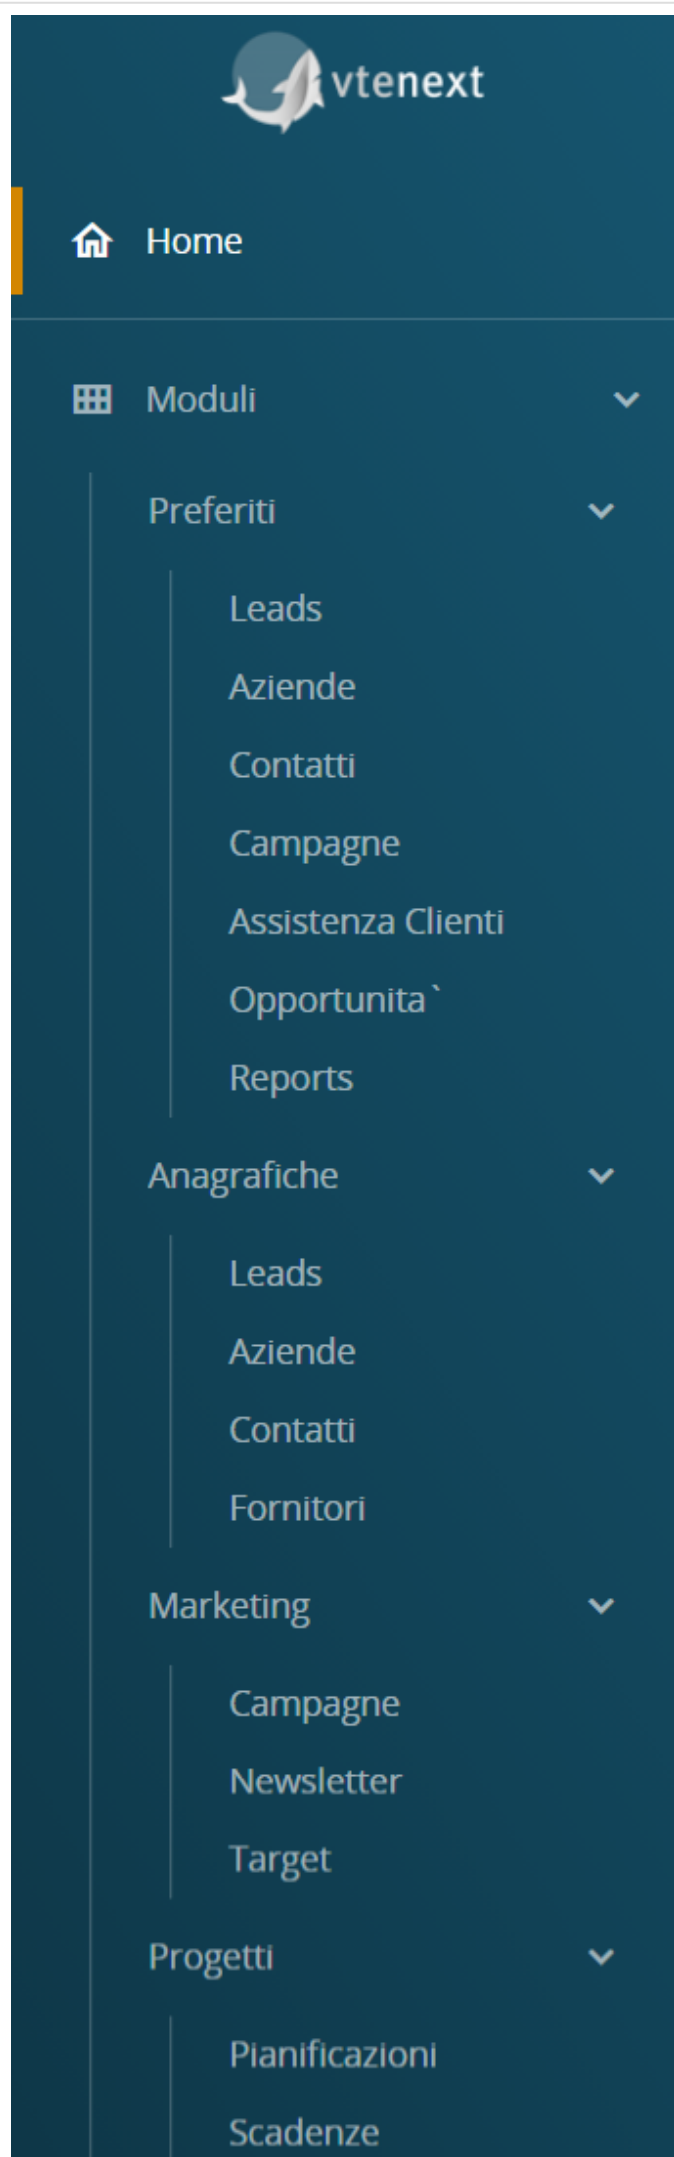 vtenext
Home
Moduli
Preferiti
Leads
Aziende
Contatti
Campagne
Assistenza Clienti
Opportunita`
Reports
Anagrafiche
Leads
Aziende
Contatti
Fornitori
Marketing
Campagne
Newsletter
Target
Progetti
Pianificazioni
Scadenze